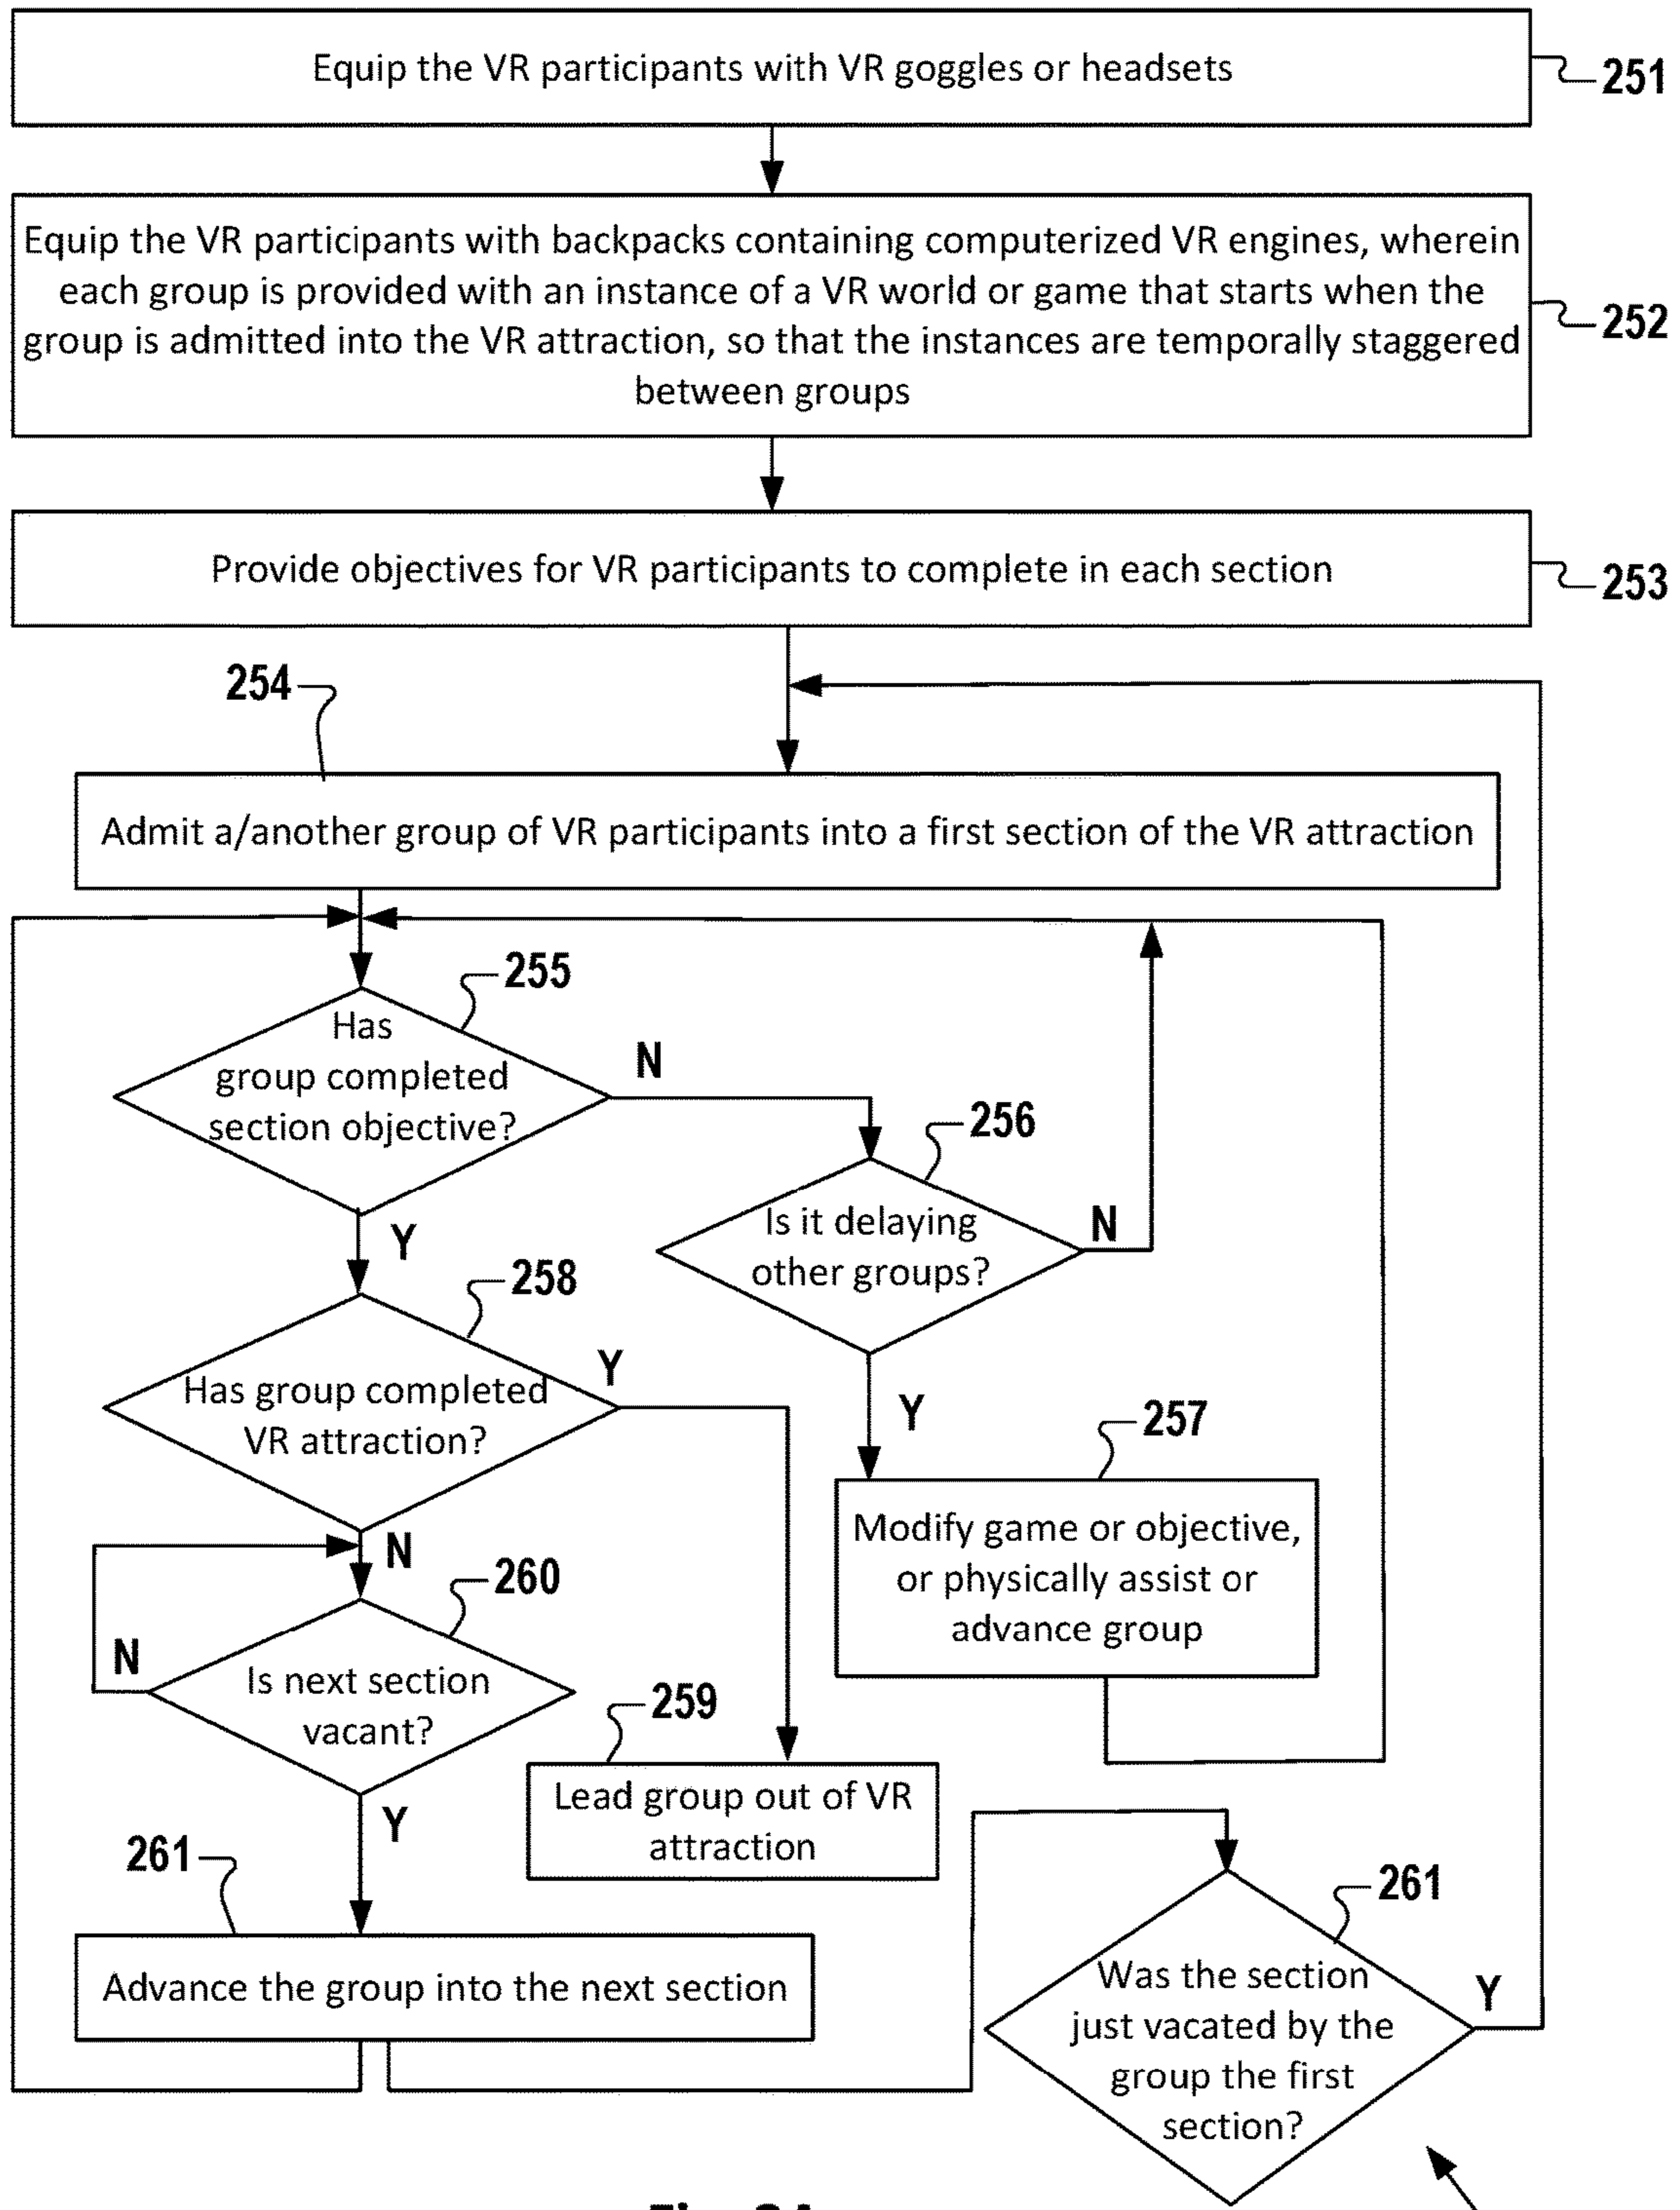 Equip the VR participants with VR goggles or headsets
251
Equip the VR participants with backpacks containing computerized VR engines, wherein
each group is provided with an instance of a VR world or game that starts when the
group is admitted into the VR attraction, so that the instances are temporally staggered
between groups
252
Provide objectives for VR participants to complete in each section
253
254
Admit a/another group of VR participants into a first section of the VR attraction
255
Has
group completed
section objective?
N
Y
256
Is it delaying
other groups?
N
Y
257
Modify game or objective,
or physically assist or
advance group
258
Has group completed
VR attraction?
Y
N
259
Lead group out of VR
attraction
260
Is next section
vacant?
N
Y
261
Advance the group into the next section
261
Was the section
just vacated by the
group the first
section?
Y